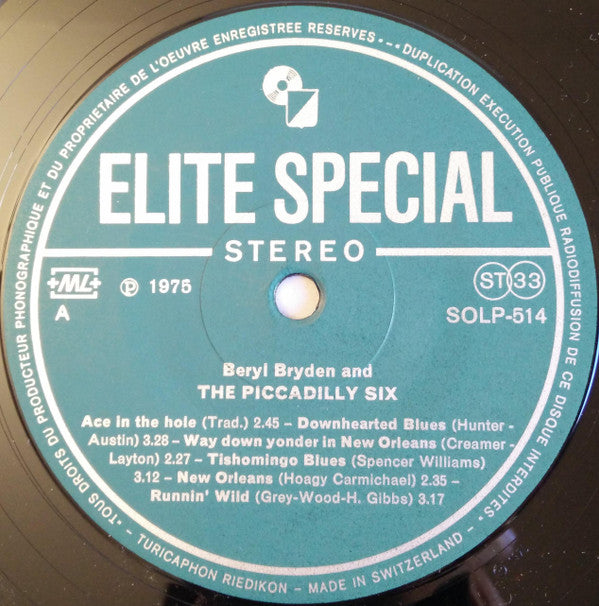 "TOUS DROITS DU PRODUCTEUR PHONOGRAPHIQUE ET DU PROPRIETAIRE DE L'OEUVRE ENREGISTREE RESERVES"-"DUPLICATION EXECUTION PUBLIQUE RADIODIFFUSION DE CE DISQUE INTERDITES"
ELITE SPECIAL
STEREO
+ML+ ℗ 1975 ST 33
A SOLP-514
Beryl Bryden and
THE PICCADILLY SIX
Ace in the hole (Trad.) 2.45 – Downhearted Blues (Hunter -
Austin) 3.28 – Way down yonder in New Orleans (Creamer -
Layton) 2.27 – Tishomingo Blues (Spencer Williams)
3.12 – New Orleans (Hoagy Carmichael) 2.35 –
Runnin' Wild (Grey-Wood-H. Gibbs) 3.17
– TURICAPHON RIEDIKON – MADE IN SWITZERLAND –